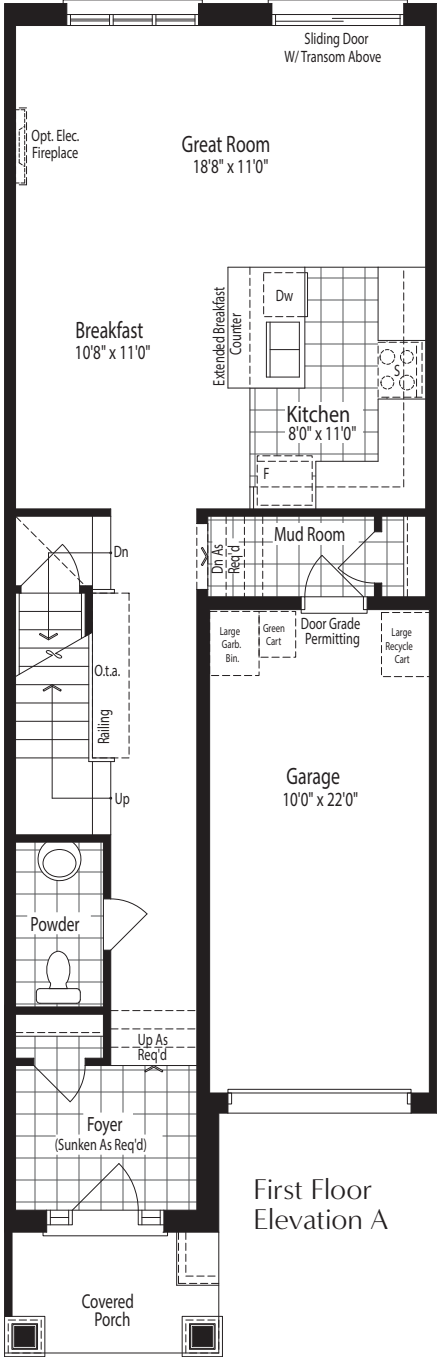 Sliding Door
W/ Transom Above
Opt. Elec.
Fireplace
Great Room
18'8" x 11'0"
Dw
Extended Breakfast
Counter
Breakfast
10'8" x 11'0"
S
Kitchen
8'0" x 11'0"
F
Mud Room
Dn
Dn As
Req'd
Large
Garb.
Bin.
Green
Cart
Door Grade
Permitting
Large
Recycle
Cart
O.t.a.
Railing
Garage
10'0" x 22'0"
Up
Powder
Up As
Req'd
Foyer
(Sunken As Req'd)
First Floor
Elevation A
Covered
Porch